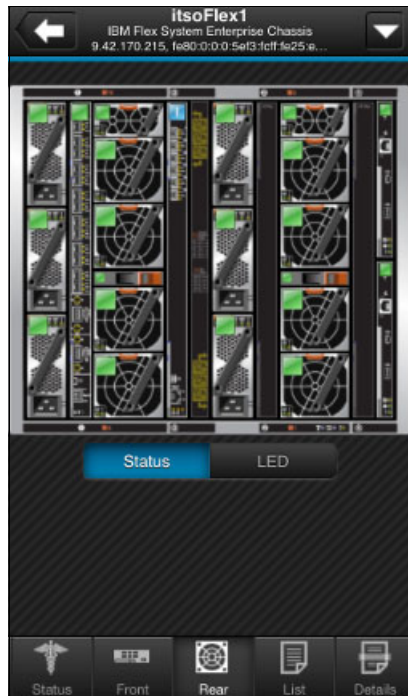 itsoFlex1
IBM Flex System Enterprise Chassis
9.42.170.215, fe80:0:0:0:5ef3:fcff:fe25:e...
Status
LED
Status
Front
Rear
List
Details